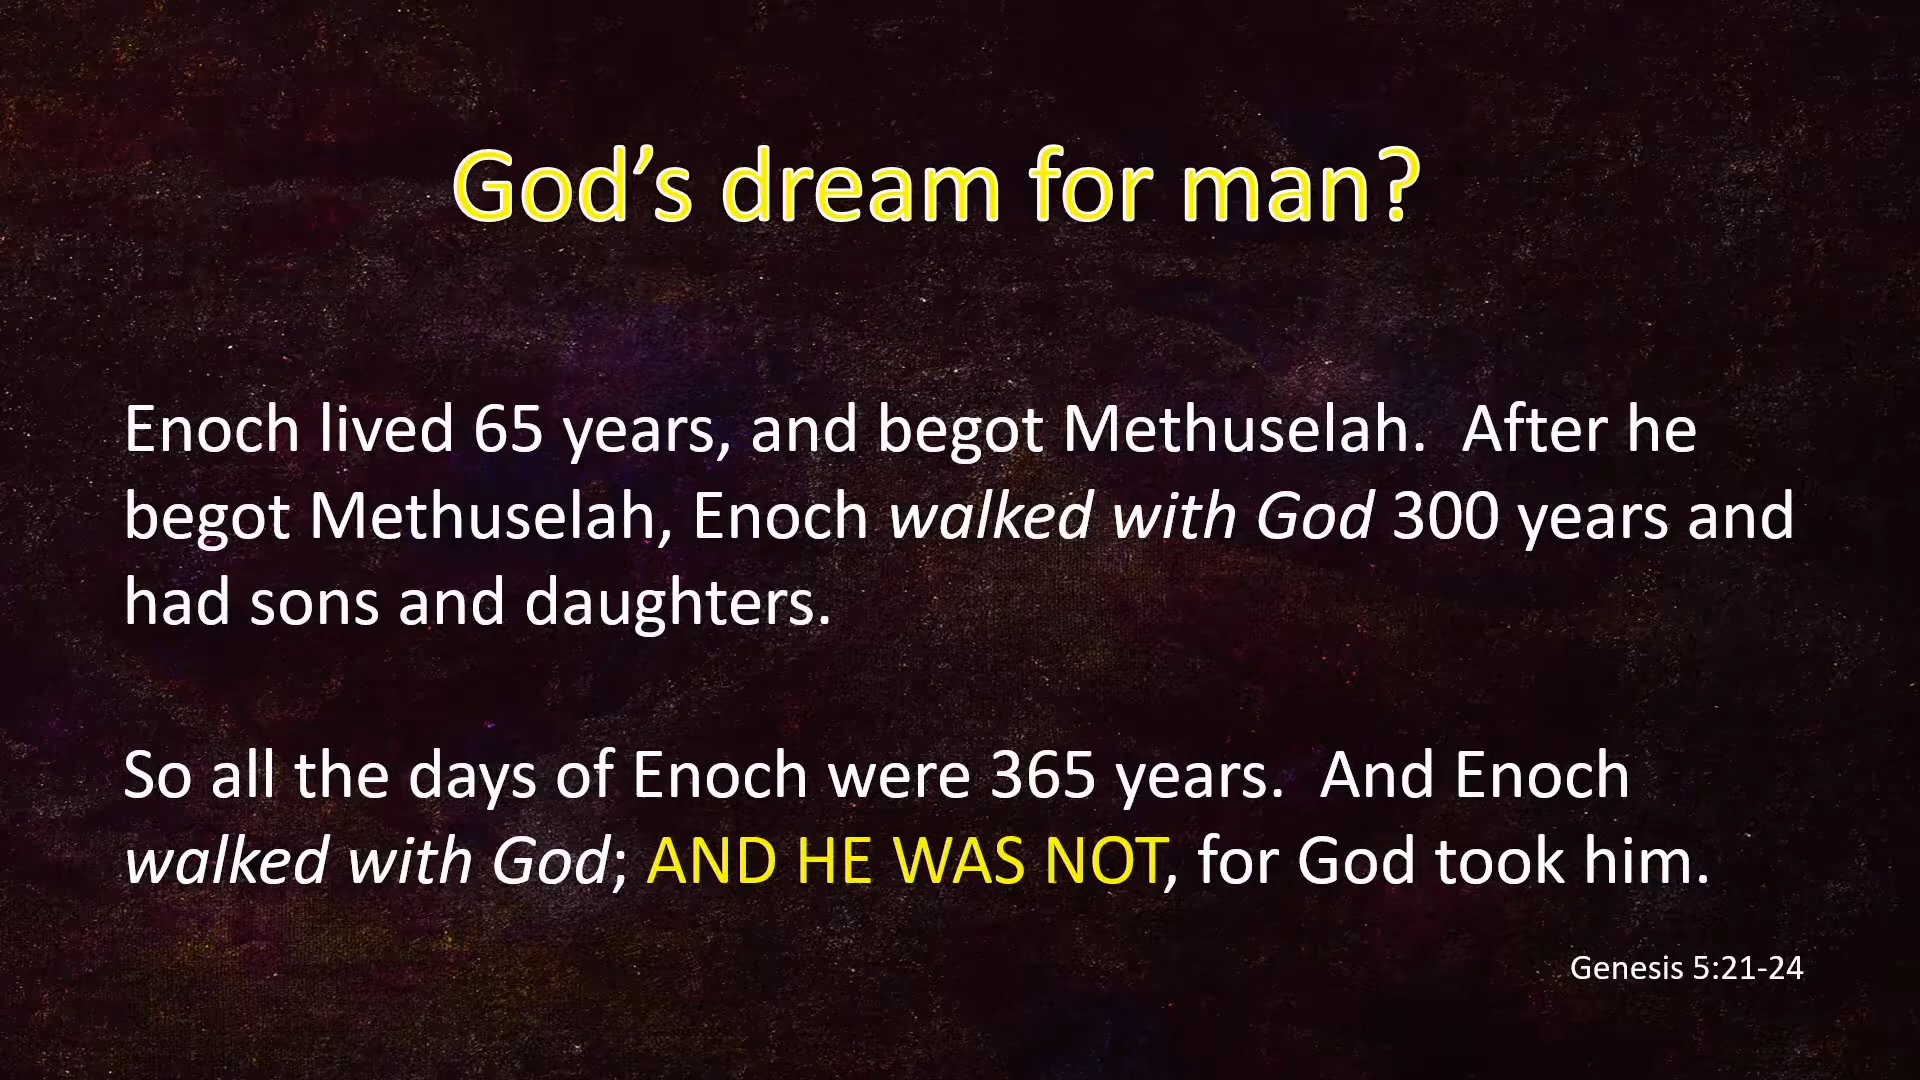 God’s dream for man?
Enoch lived 65 years, and begot Methuselah.  After he
begot Methuselah, Enoch walked with God 300 years and
had sons and daughters.
So all the days of Enoch were 365 years.  And Enoch
walked with God; AND HE WAS NOT, for God took him.
Genesis 5:21-24